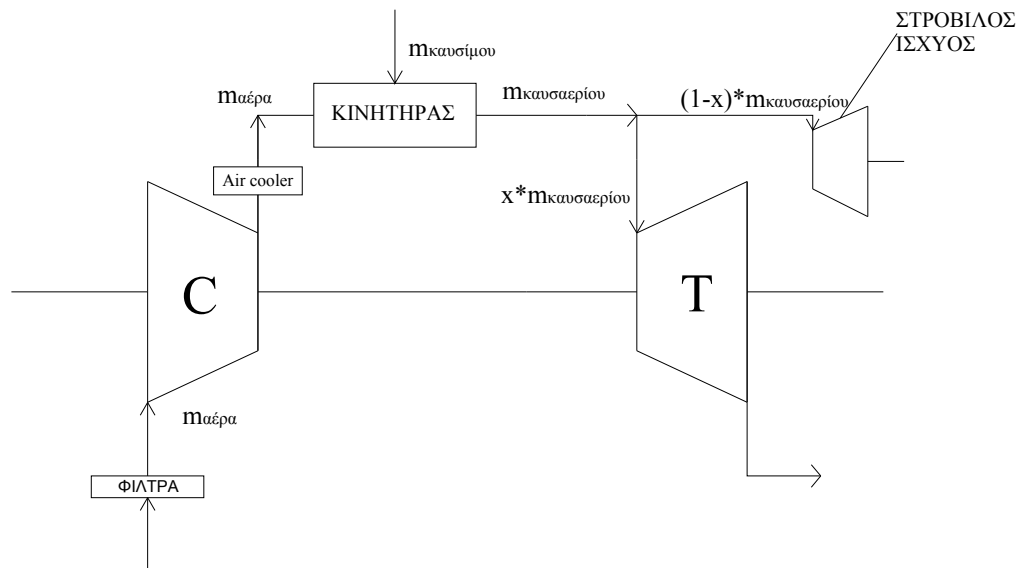 ΣΤΡΟΒΙΛΟΣ
ΙΣΧΥΟΣ
mκαυσίμου
mαέρα
ΚΙΝΗΤΗΡΑΣ
mκαυσαερίου
(1-x)*mκαυσαερίου
Air cooler
x*mκαυσαερίου
C
T
mαέρα
ΦΙΛΤΡΑ